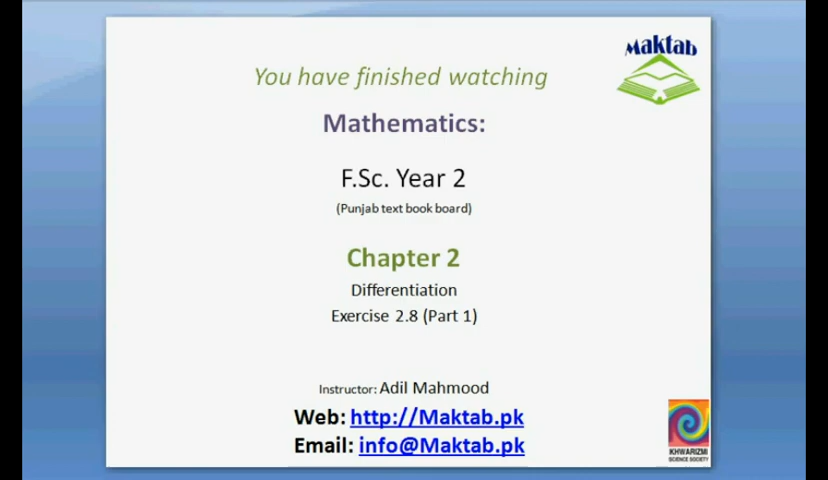 Maktab
You have finished watching
Mathematics:
F.Sc. Year 2
(Punjab text book board)
Chapter 2
Differentiation
Exercise 2.8 (Part 1)
Instructor: Adil Mahmood
Web: http://Maktab.pk
Email: info@Maktab.pk
KHWARIZMI
SCIENCE SOCIETY